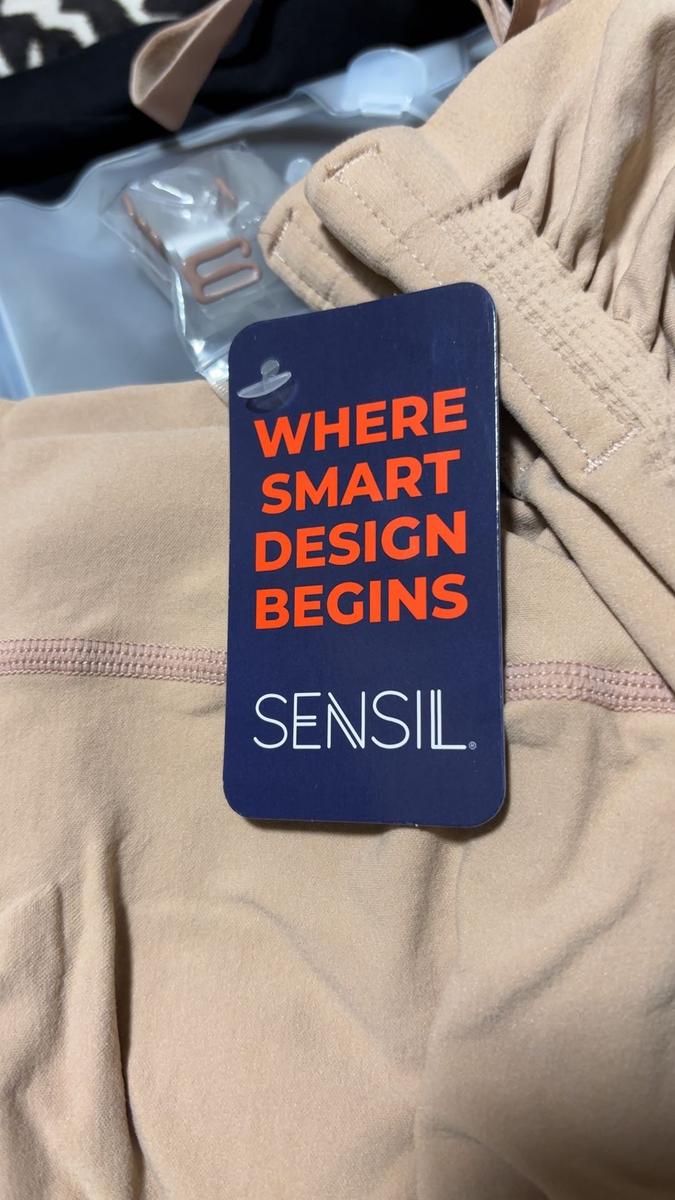 WHERE
SMART
DESIGN
BEGINS
SENSIL®